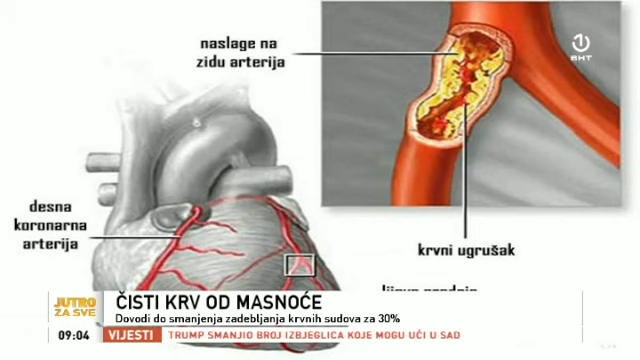 naslage na
zidu arterija
1
BHT
desna
koronarna
arterija
krvni ugrušak
JUTRO
ZA SVE
ČISTI KRV OD MASNOĆE
Dovodi do smanjenja zadebljanja krvnih sudova za 30%
09:04
VIJESTI
TRUMP SMANJIO BROJ IZBJEGLICA KOJE MOGU UĆI U SAD